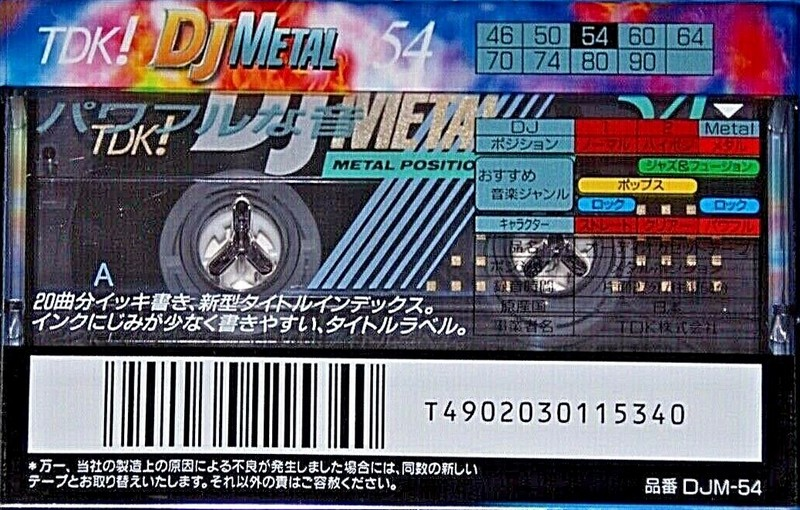 TDK! DJ METAL 54
46 50 54 60 64
70 74 80 90
パワフルな音
TDK! DJ METAL 54
METAL POSITIO
DJ 1 2 Metal
ポジション ノーマル ハイポジ メタル
おすすめ
音楽ジャンル
ジャズ&フュージョン
ポップス
ロック ロック
キャラクター ストレート クリアー パワフル
A
20曲分イッキ書き、新型タイトルインデックス。
インクにじみが少なく書きやすい、タイトルラベル。
品名
録音時間
原産国
事業者名 TDK株式会社
T4902030115340
*万一、当社の製造上の原因による不良が発生しました場合には、同数の新しい
テープとお取り替えいたします。それ以外の責はご容赦ください。
品番 DJM-54